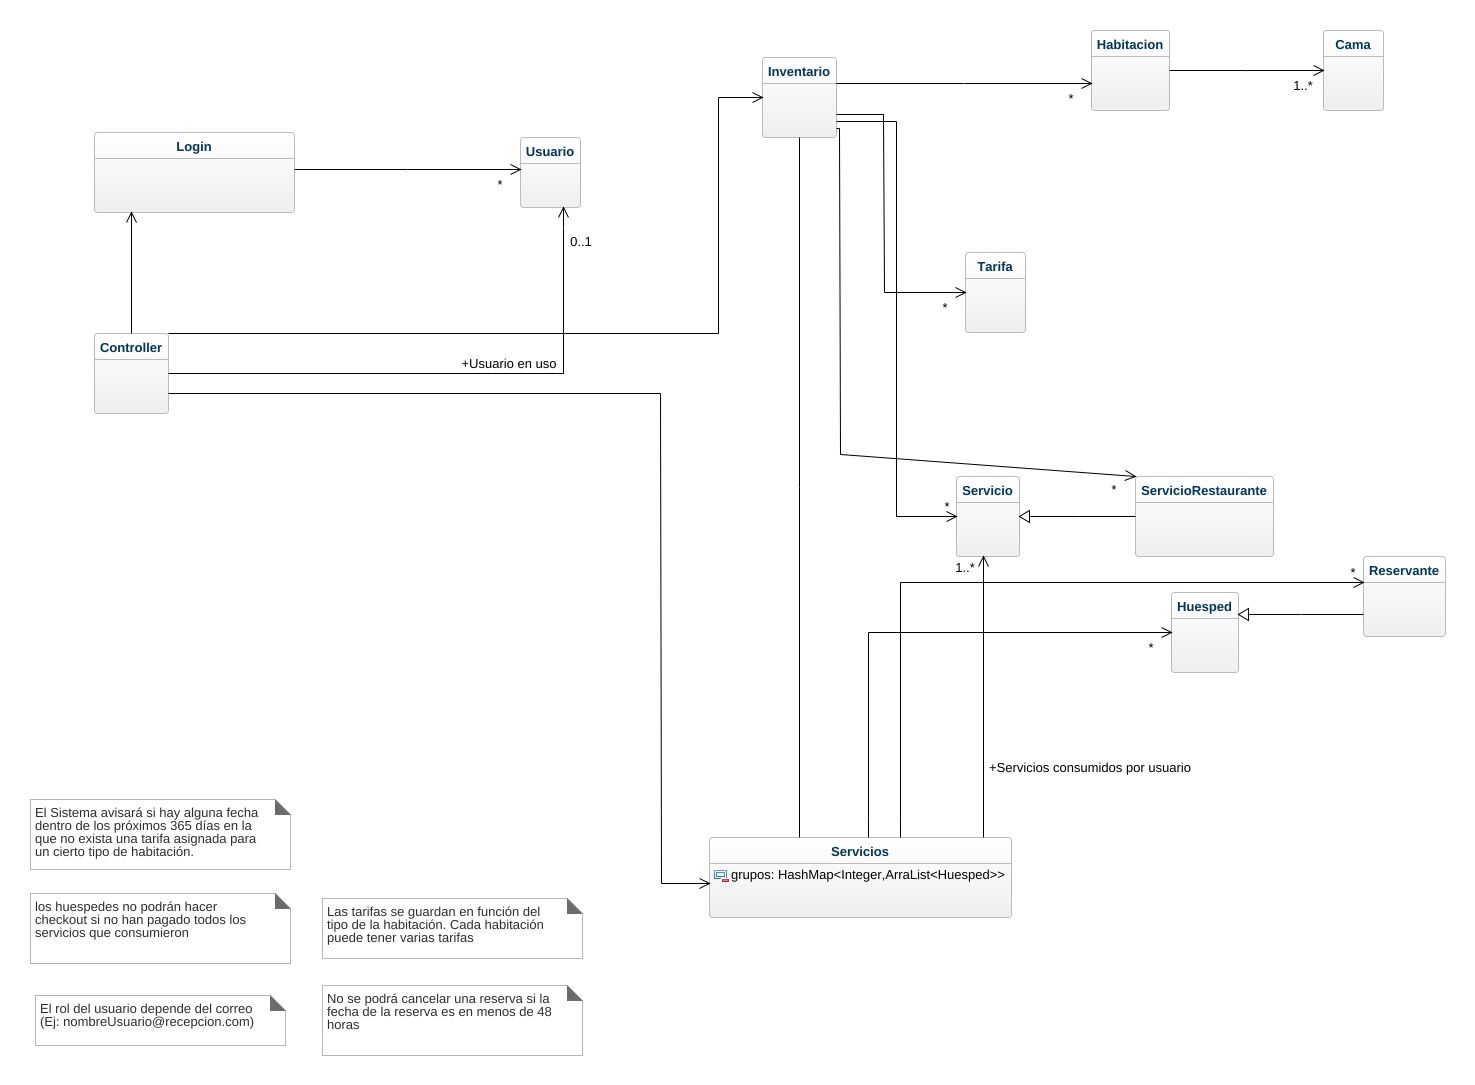 Habitacion
Cama
Inventario
*
1..*
Login
Usuario
*
0..1
Tarifa
*
Controller
+Usuario en uso
Servicio
*
ServicioRestaurante
*
1..*
Reservante
*
Huesped
*
+Servicios consumidos por usuario
Servicios
grupos: HashMap<Integer,ArraList<Huesped>>
El Sistema avisará si hay alguna fecha
dentro de los próximos 365 días en la
que no exista una tarifa asignada para
un cierto tipo de habitación.
los huespedes no podrán hacer
checkout si no han pagado todos los
servicios que consumieron
Las tarifas se guardan en función del
tipo de la habitación. Cada habitación
puede tener varias tarifas
El rol del usuario depende del correo
(Ej: nombreUsuario@recepcion.com)
No se podrá cancelar una reserva si la
fecha de la reserva es en menos de 48
horas